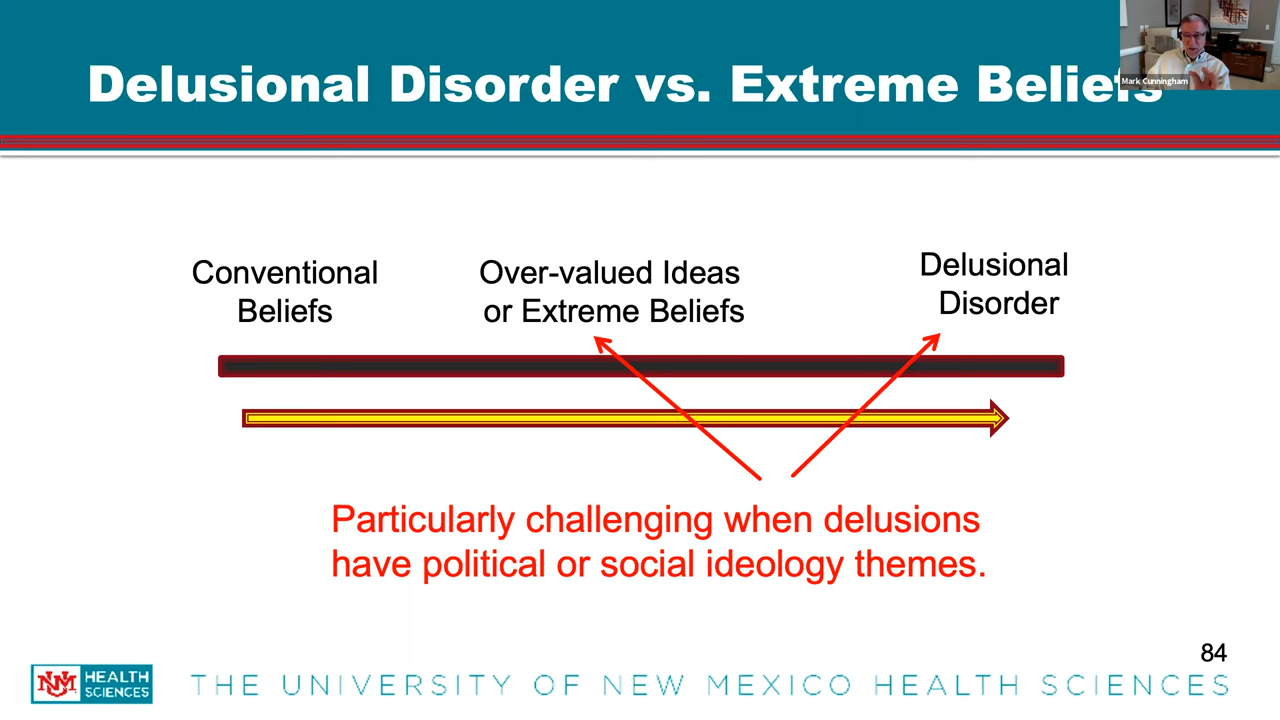 Delusional Disorder vs. Extreme Beliefs
Mark Cunningham
Conventional
Beliefs
Over-valued Ideas
or Extreme Beliefs
Delusional
Disorder
Particularly challenging when delusions
have political or social ideology themes.
84
UNM HEALTH
SCIENCES
THE UNIVERSITY OF NEW MEXICO HEALTH SCIENCES